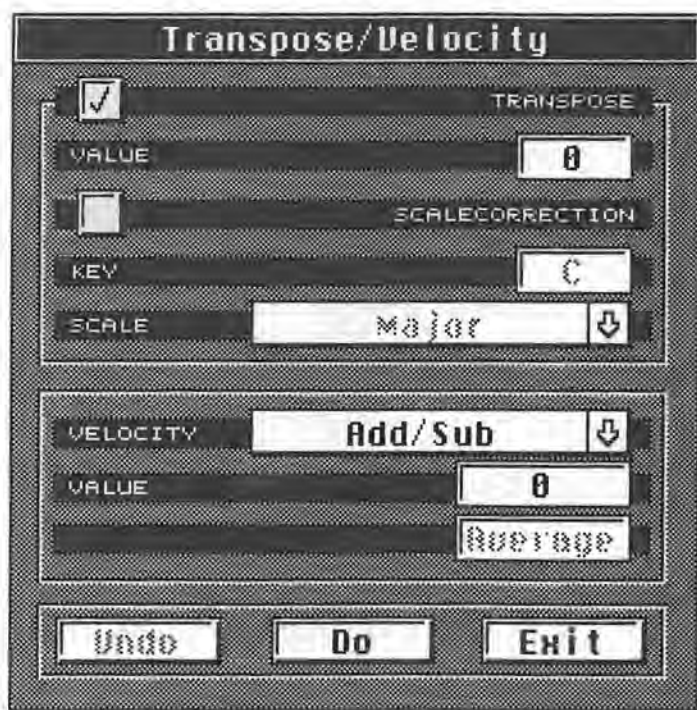 Transpose/Velocity
TRANSPOSE
VALUE 0
SCALECORRECTION
KEY C
SCALE Major
VELOCITY Add/Sub
VALUE 0
Average
Undo Do Exit